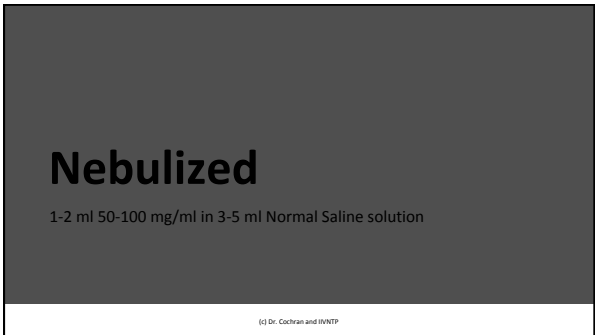 Nebulized
1-2 ml 50-100 mg/ml in 3-5 ml Normal Saline solution
(c) Dr. Cochran and IIVNTP